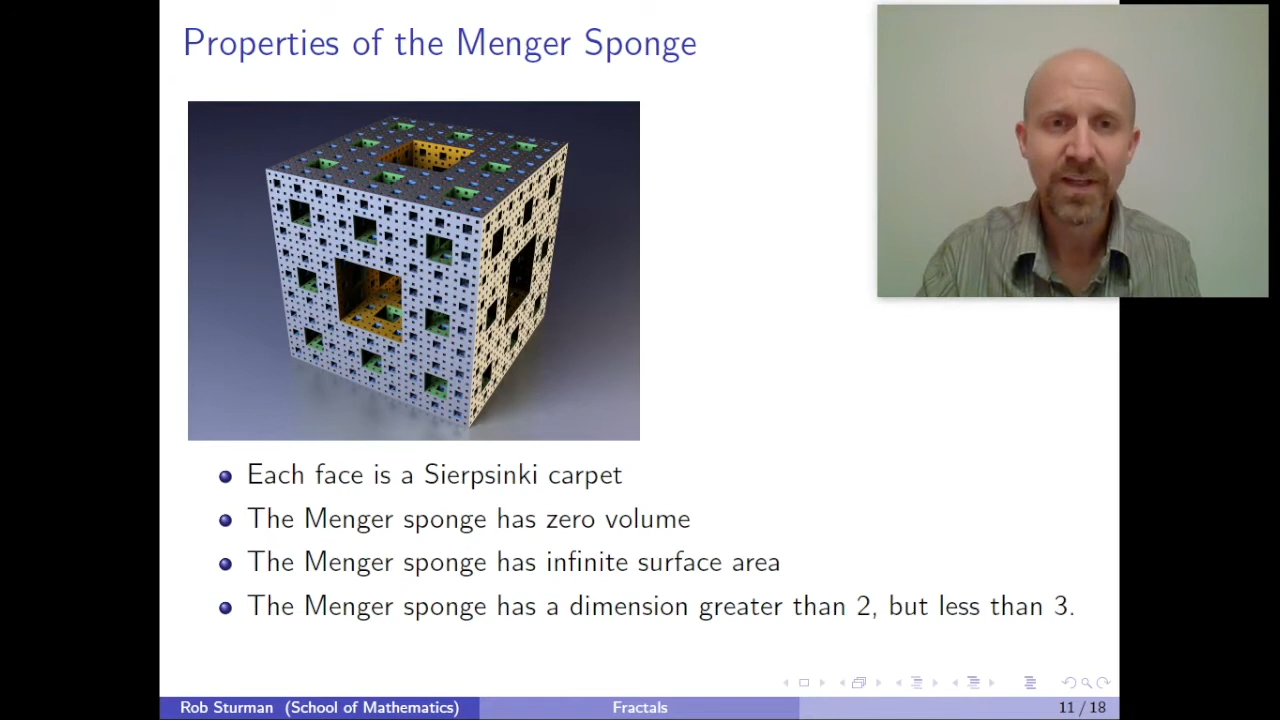 Properties of the Menger Sponge
Each face is a Sierpsinki carpet
The Menger sponge has zero volume
The Menger sponge has infinite surface area
The Menger sponge has a dimension greater than 2, but less than 3.
Rob Sturman (School of Mathematics)
Fractals
11 / 18